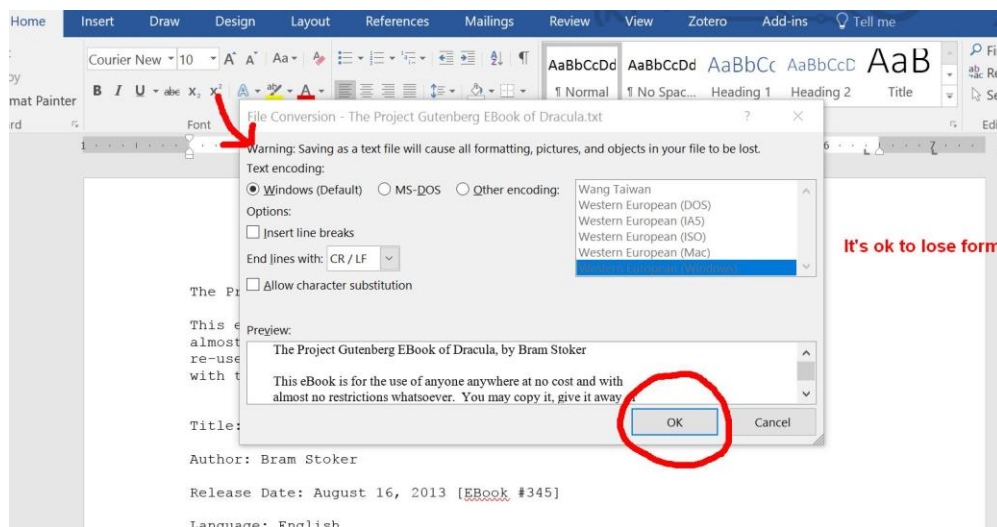 Home Insert Draw Design Layout References Mailings Review View Zotero Add-ins Tell me
Courier New 10 A A Aa
mat Painter
B I U abc X₂ X² A A
AaBbCcDd AaBbCcDd AaBbCc AaBbCcD AaB
¶ Normal ¶ No Spac... Heading 1 Heading 2 Title
Font
File Conversion - The Project Gutenberg EBook of Dracula.txt ? ×
Warning: Saving as a text file will cause all formatting, pictures, and objects in your file to be lost.
Text encoding:
Windows (Default) MS-DOS Other encoding:
Wang Taiwan
Western European (DOS)
Western European (IA5)
Western European (ISO)
Western European (Mac)
Western European (Windows)
Options:
Insert line breaks
End lines with: CR / LF
Allow character substitution
It's ok to lose form
Preview:
The Project Gutenberg EBook of Dracula, by Bram Stoker
This eBook is for the use of anyone anywhere at no cost and with
almost no restrictions whatsoever. You may copy it, give it away
OK Cancel
The Pr
This e
almost
re-use
with t
Title:
Author: Bram Stoker
Release Date: August 16, 2013 [EBook #345]
Language: English